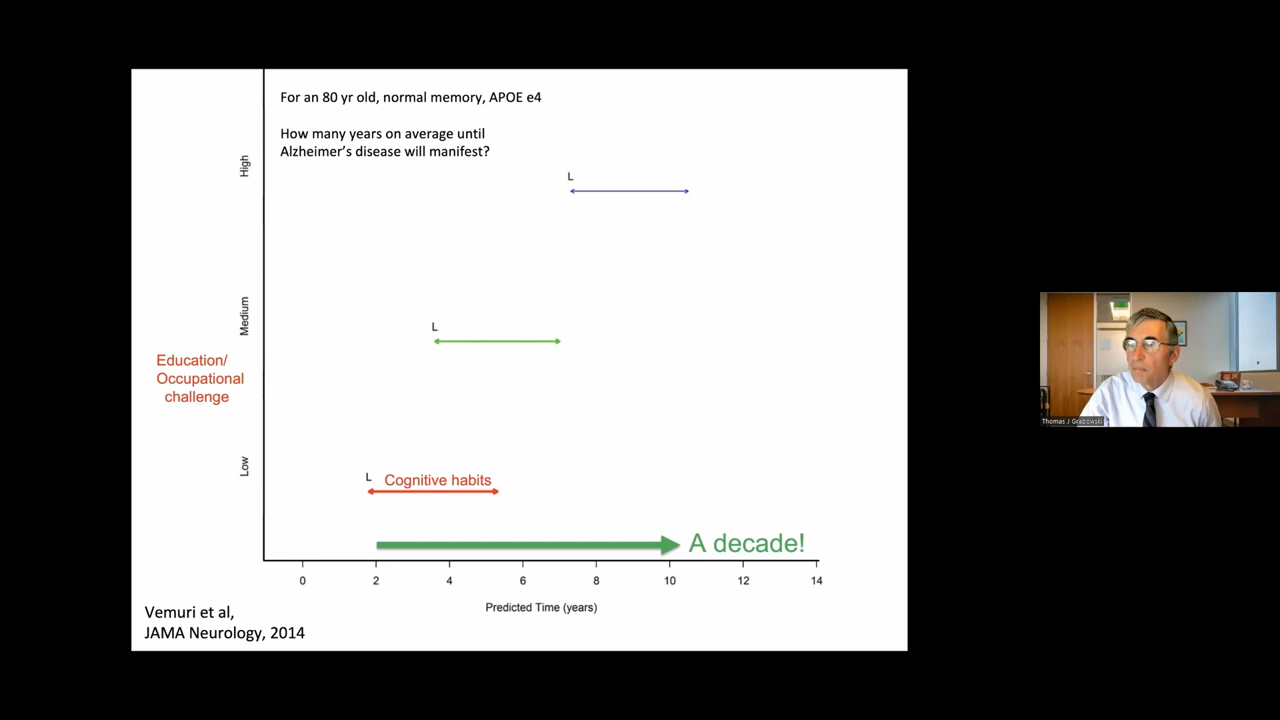 For an 80 yr old, normal memory, APOE e4
How many years on average until
Alzheimer's disease will manifest?
High
L
Medium
L
Education/
Occupational
challenge
Low
L
Cognitive habits
A decade!
0 2 4 6 8 10 12 14
Predicted Time (years)
Vemuri et al,
JAMA Neurology, 2014
Thomas J Grabowski